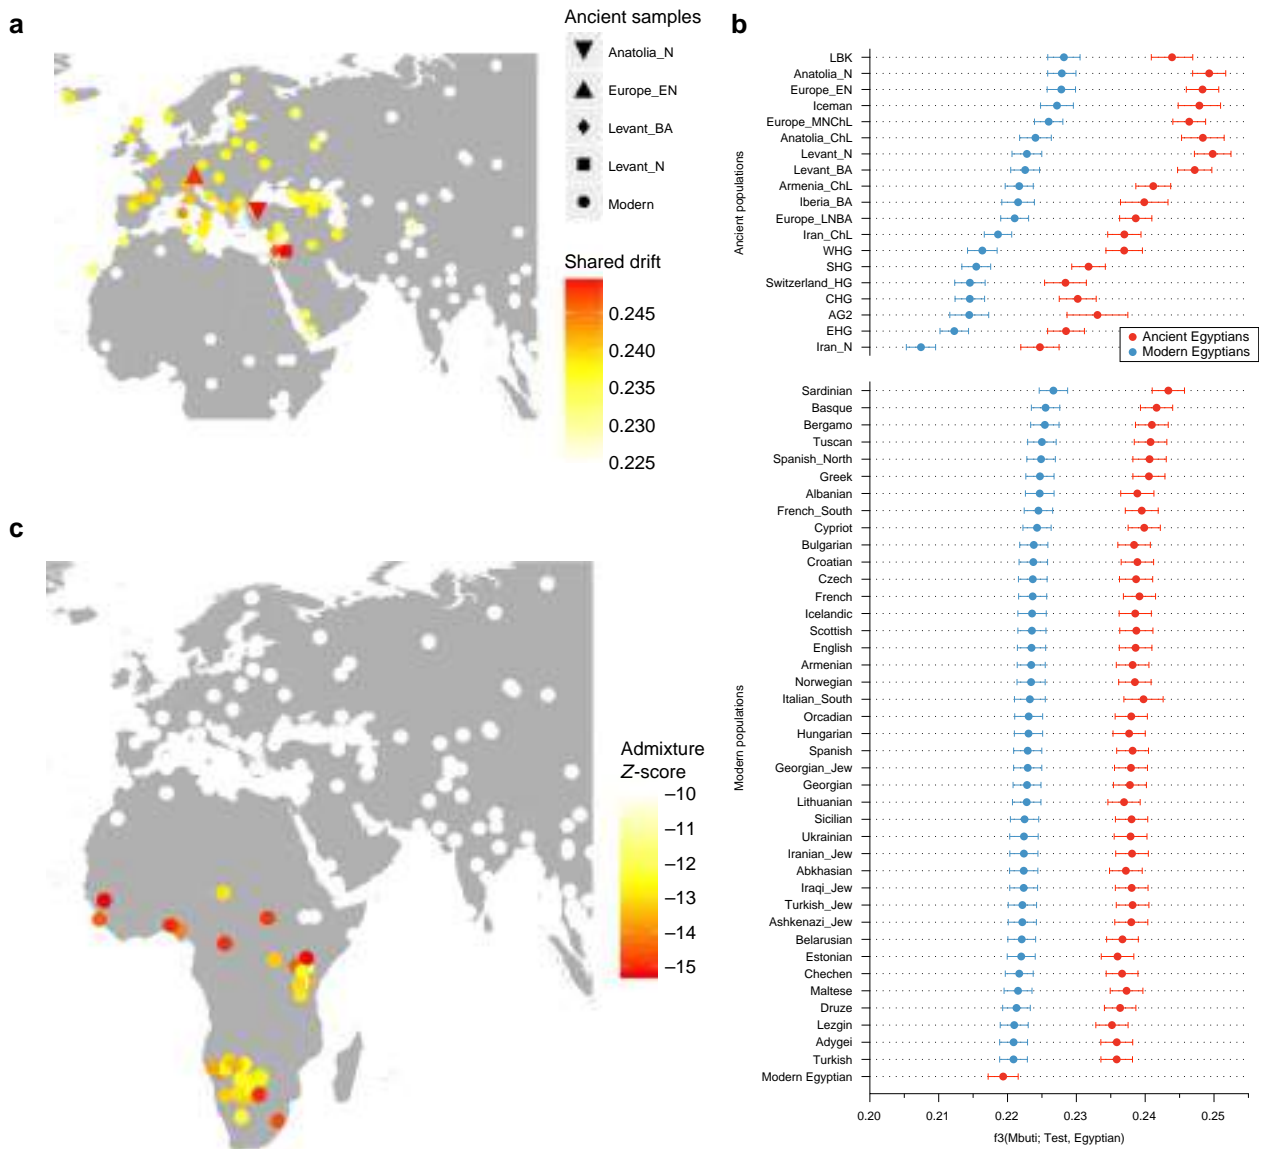 a
Ancient samples
Anatolia_N
Europe_EN
Levant_BA
Levant_N
Modern
Shared drift
0.245
0.240
0.235
0.230
0.225
b
Ancient populations
LBK
Anatolia_N
Europe_EN
Iceman
Europe_MNChL
Anatolia_ChL
Levant_N
Levant_BA
Armenia_ChL
Iberia_BA
Europe_LNBA
Iran_ChL
WHG
SHG
Switzerland_HG
CHG
AG2
EHG
Iran_N
Ancient Egyptians
Modern Egyptians
Modern populations
Sardinian
Basque
Bergamo
Tuscan
Spanish_North
Greek
Albanian
French_South
Cypriot
Bulgarian
Croatian
Czech
French
Icelandic
Scottish
English
Armenian
Norwegian
Italian_South
Orcadian
Hungarian
Spanish
Georgian_Jew
Georgian
Lithuanian
Sicilian
Ukrainian
Iranian_Jew
Abkhasian
Iraqi_Jew
Turkish_Jew
Ashkenazi_Jew
Belarusian
Estonian
Chechen
Maltese
Druze
Lezgin
Adygei
Turkish
Modern Egyptian
0.20 0.21 0.22 0.23 0.24 0.25
f3(Mbuti; Test, Egyptian)
c
Admixture
Z-score
−10
−11
−12
−13
−14
−15